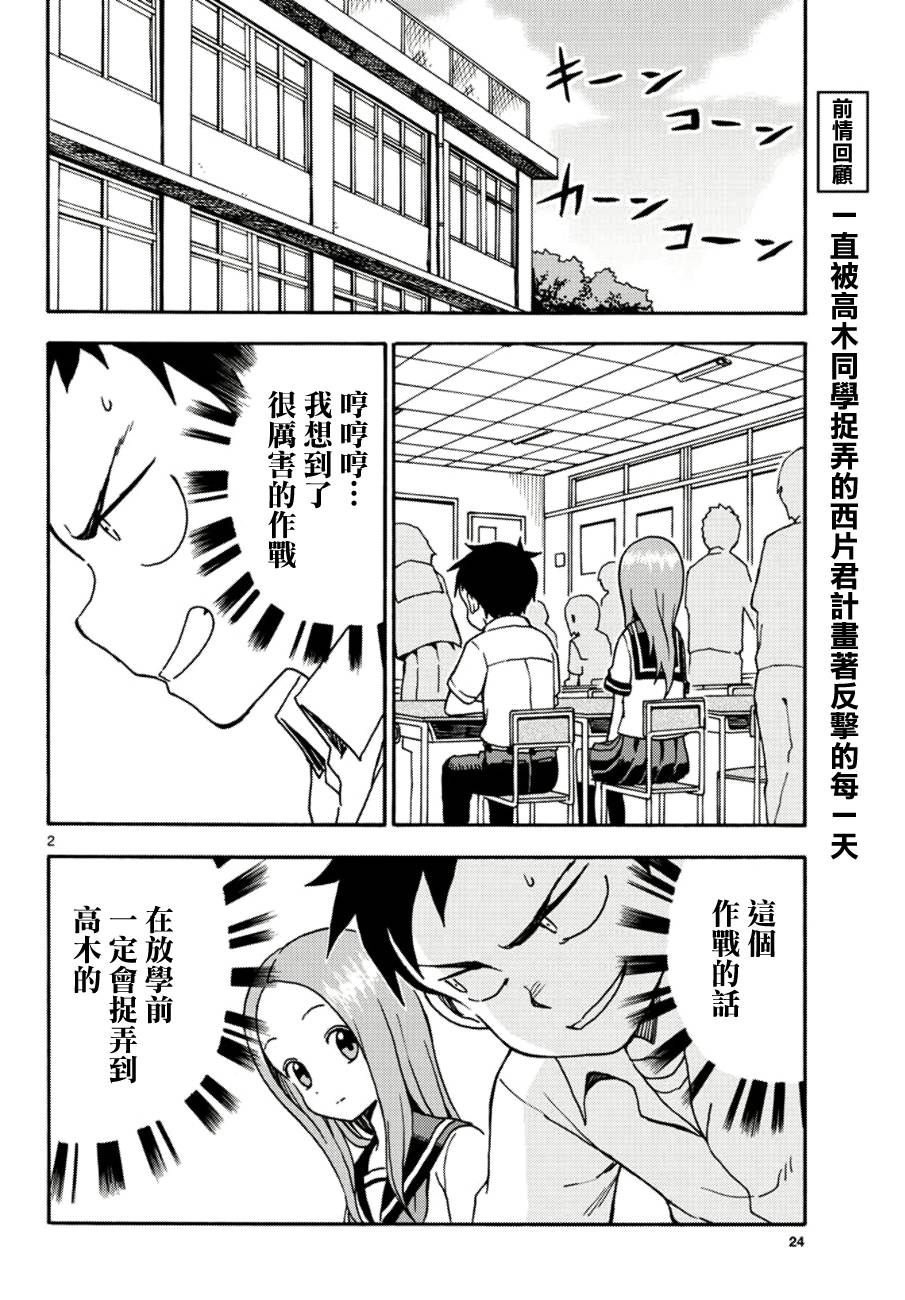 前情回顧
一直被高木同學捉弄的西片君計畫著反擊的每一天
キーン
コーン
カーン
コーン
哼哼哼…
我想到了
很厲害的作戰
這個
作戰的話
在放學前
一定會捉弄到
高木的
2
24